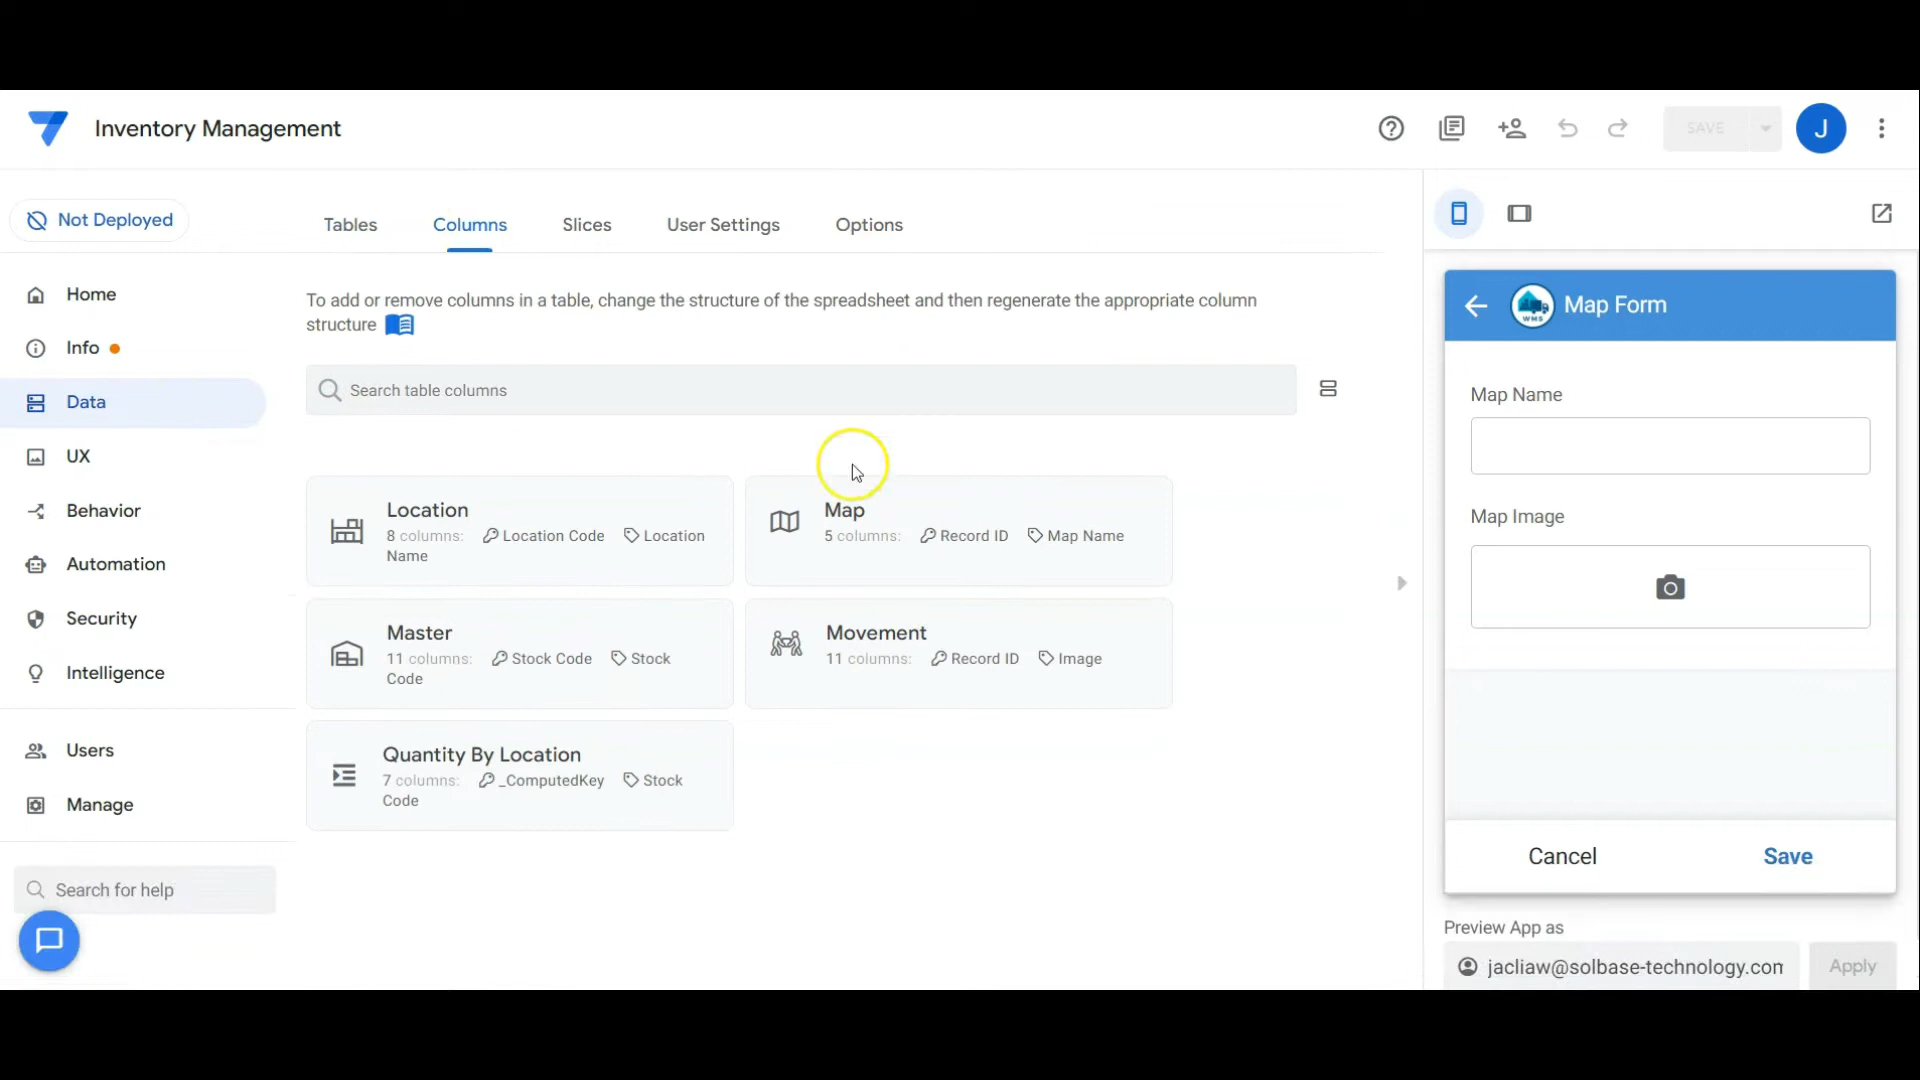 Inventory Management
SAVE
J
Not Deployed
Tables
Columns
Slices
User Settings
Options
Home
Info
Data
UX
Behavior
Automation
Security
Intelligence
Users
Manage
Search for help
To add or remove columns in a table, change the structure of the spreadsheet and then regenerate the appropriate column
structure
Search table columns
Location
8 columns: Location Code Location
Name
Map
5 columns: Record ID Map Name
Master
11 columns: Stock Code Stock
Code
Movement
11 columns: Record ID Image
Quantity By Location
7 columns: _ComputedKey Stock
Code
WMS
Map Form
Map Name
Map Image
Cancel
Save
Preview App as
jacliaw@solbase-technology.com
Apply